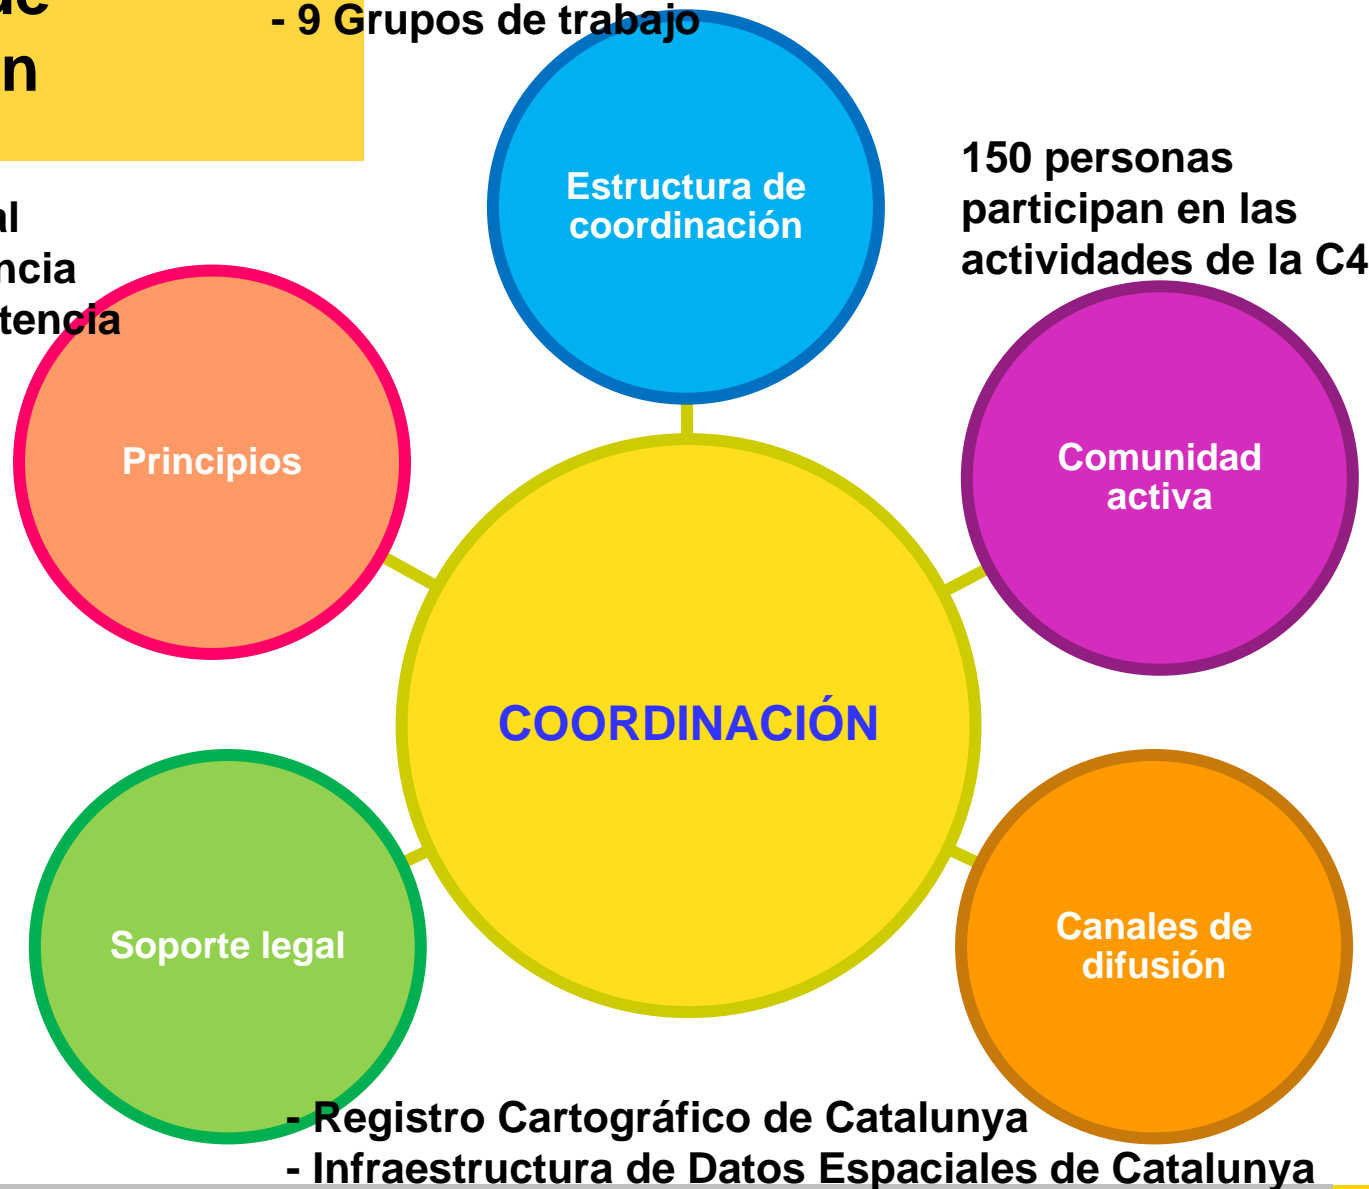 - 9 Grupos de trabajo
Estructura de
coordinación
150 personas
participan en las
actividades de la C4
Principios
Comunidad
activa
COORDINACIÓN
Soporte legal
Canales de
difusión
- Registro Cartográfico de Catalunya
- Infraestructura de Datos Espaciales de Catalunya